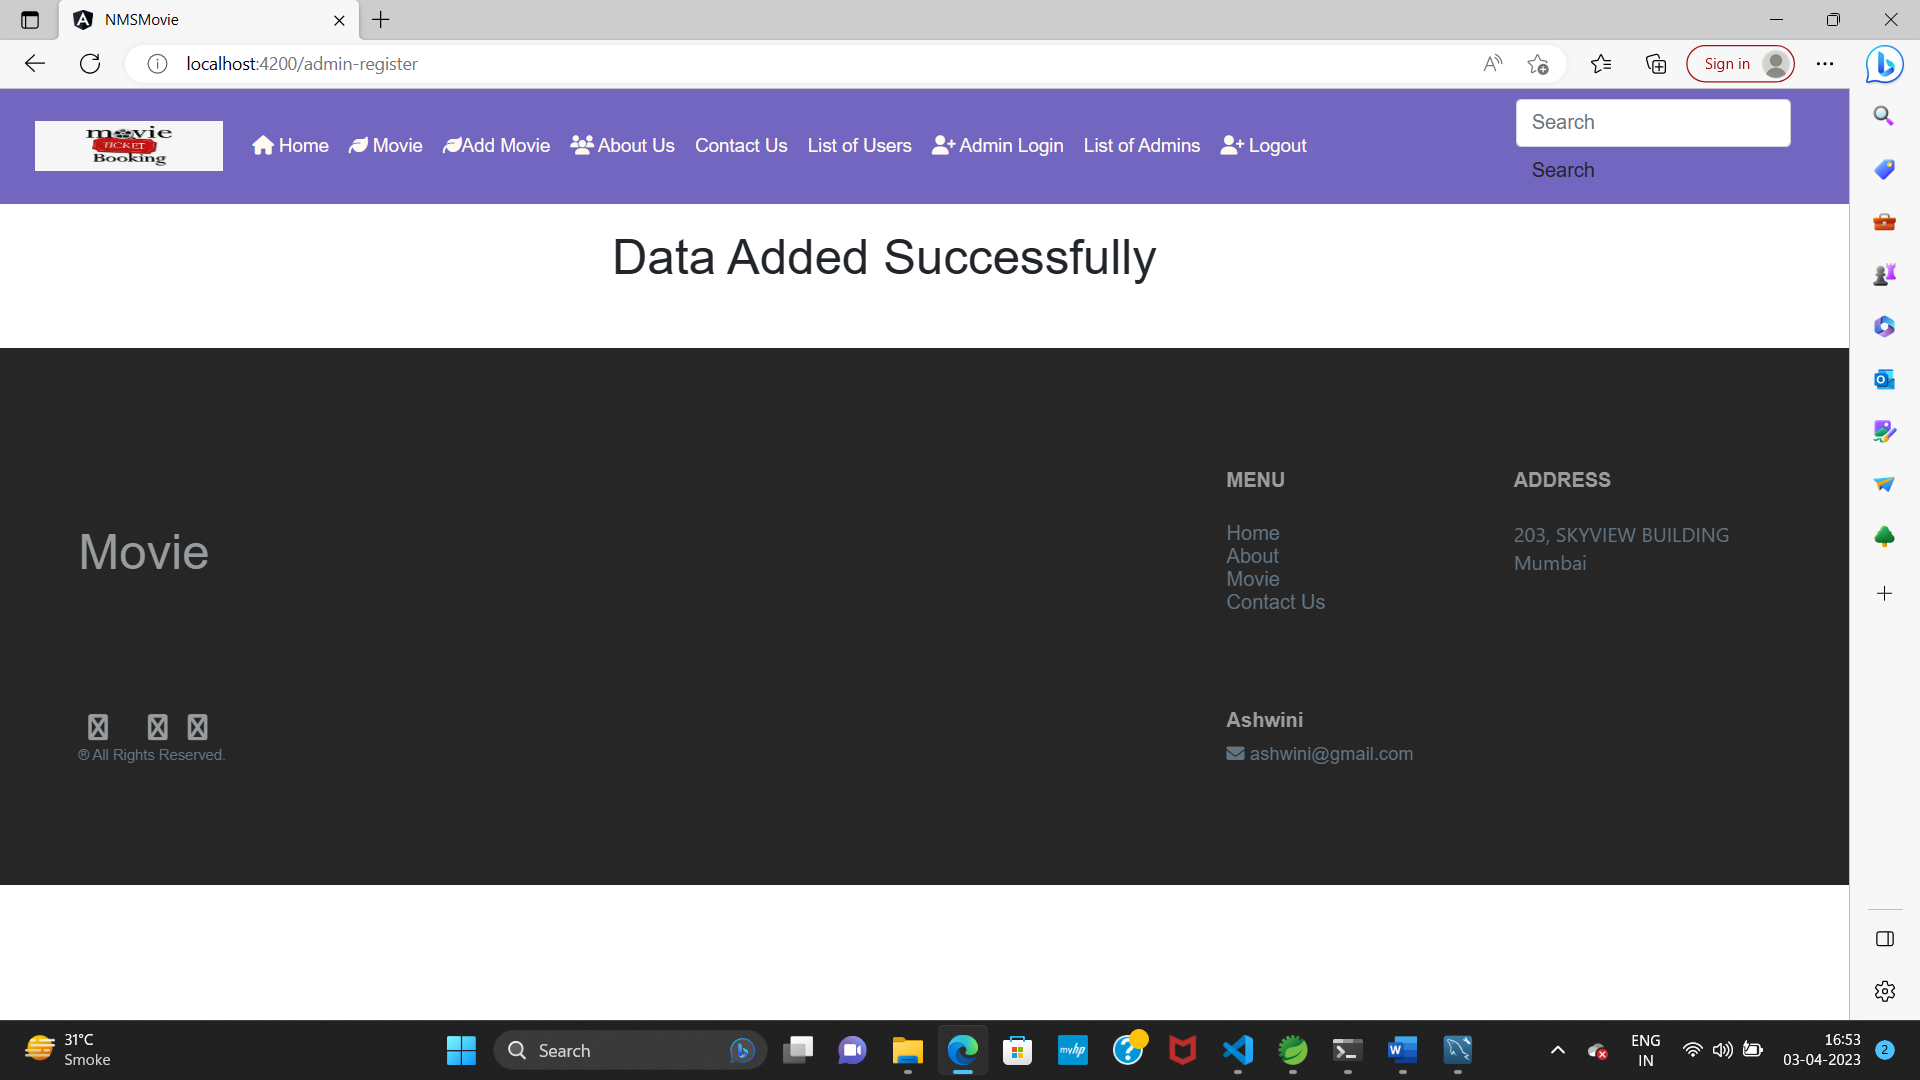 NMSMovie
localhost:4200/admin-register
Sign in
movie
TICKET
Booking
Home
Movie
Add Movie
About Us
Contact Us
List of Users
Admin Login
List of Admins
Logout
Search
Search
Data Added Successfully
Movie
MENU
Home
About
Movie
Contact Us
ADDRESS
203, SKYVIEW BUILDING
Mumbai
® All Rights Reserved.
Ashwini
ashwini@gmail.com
31°C
Smoke
Search
myhp
ENG
IN
16:53
03-04-2023
2